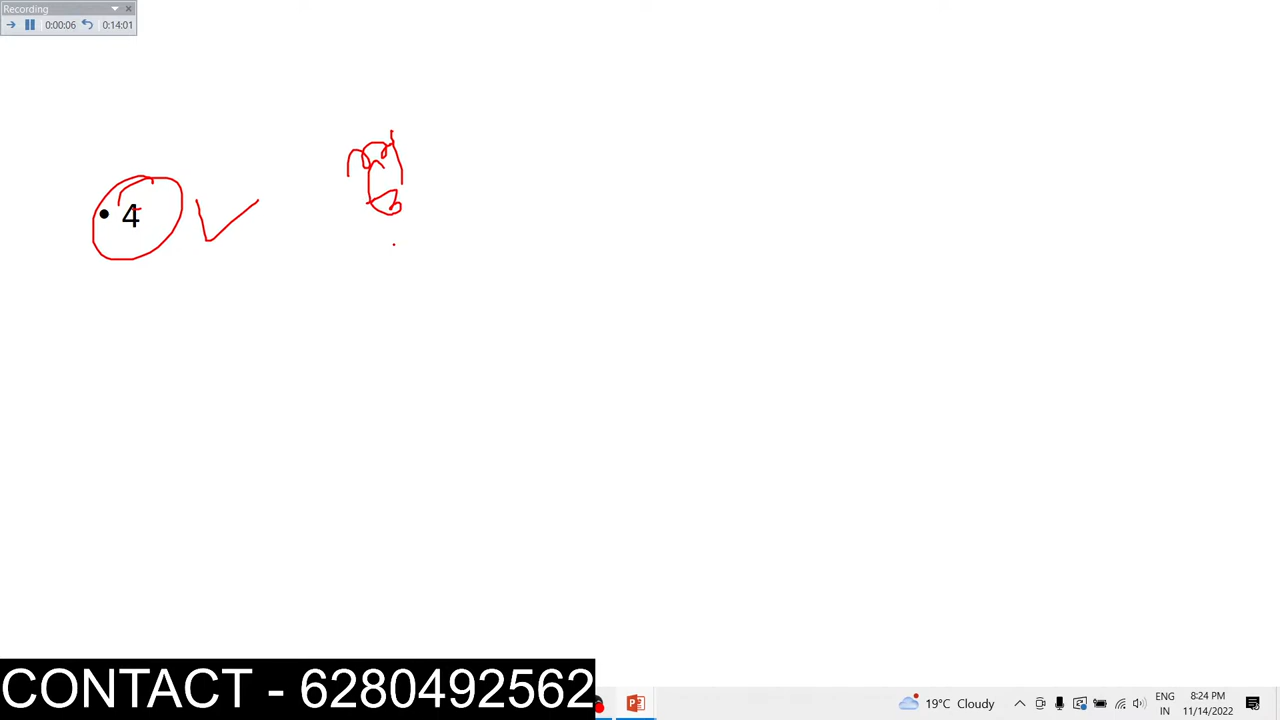 Recording
0:00:06 0:14:01
• 4
CONTACT - 6280492562
19°C Cloudy
ENG
IN
8:24 PM
11/14/2022